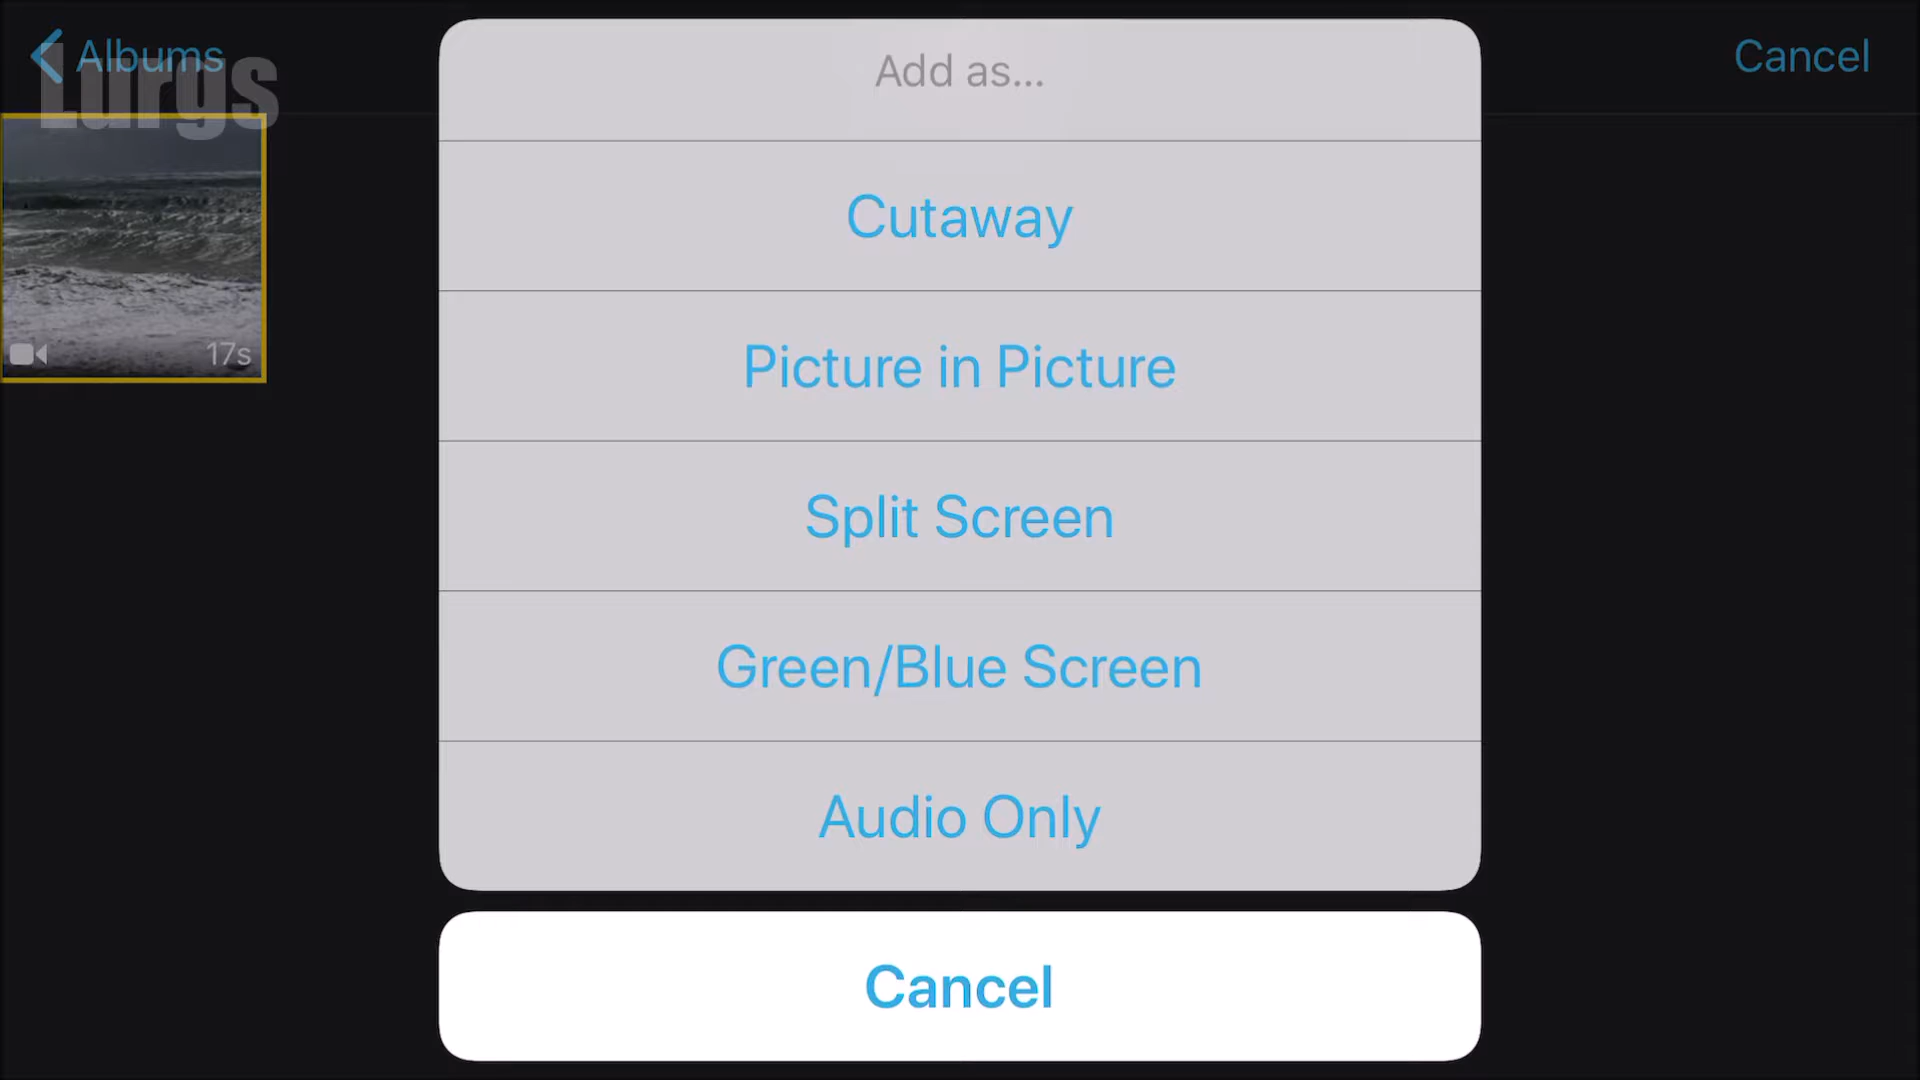 Albums
Lurgs
Cancel
17s
Add as...
Cutaway
Picture in Picture
Split Screen
Green/Blue Screen
Audio Only
Cancel